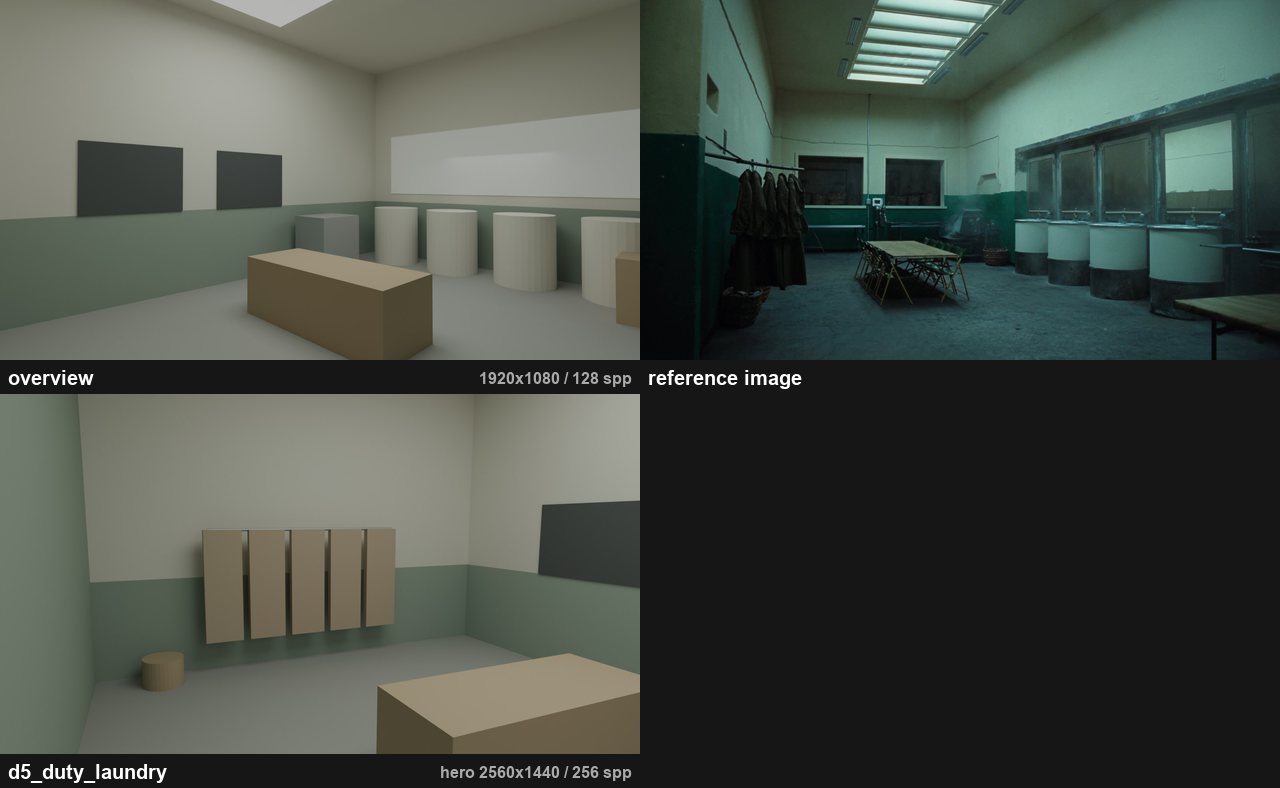 overview
1920x1080 / 128 spp
reference image
d5_duty_laundry
hero 2560x1440 / 256 spp